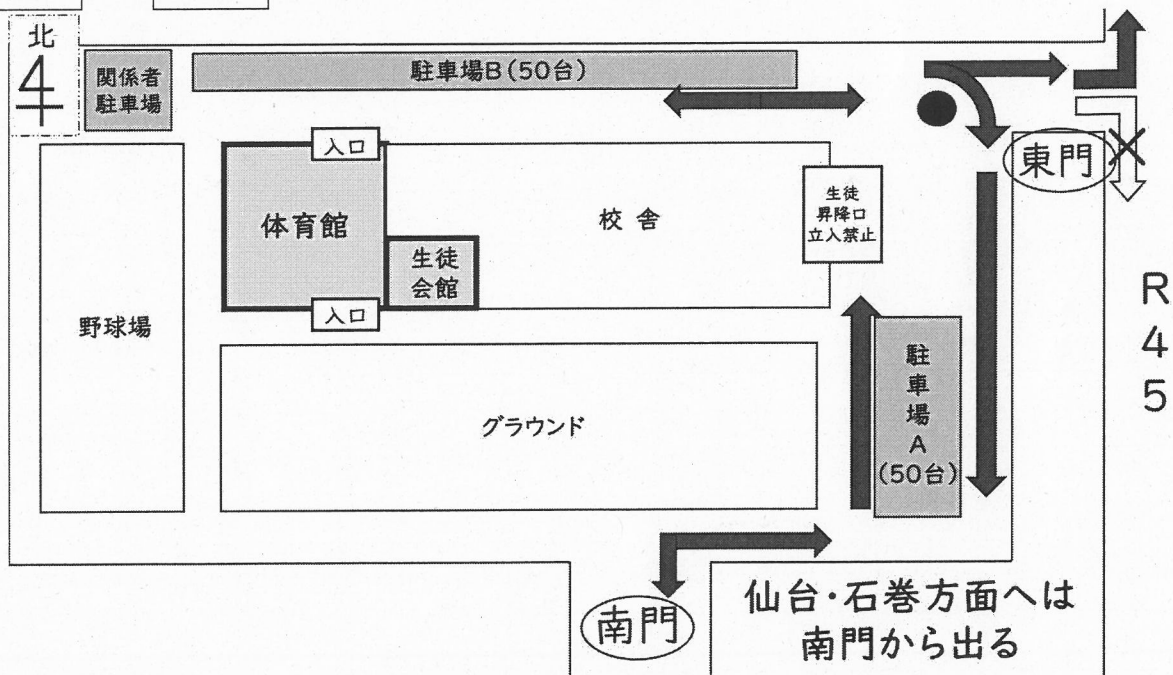 北
関係者
駐車場
駐車場B(50台)
入口
東門
体育館
校舎
生徒
昇降口
立入禁止
生徒
会館
入口
野球場
R
4
5
駐
車
場
A
(50台)
グラウンド
仙台・石巻方面へは
南門から出る
南門